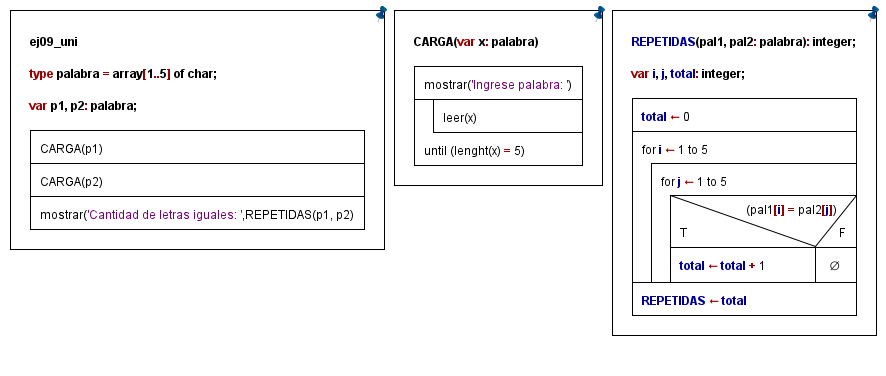 ej09_uni
type palabra = array[1..5] of char;
var p1, p2: palabra;
CARGA(p1)
CARGA(p2)
mostrar('Cantidad de letras iguales: ',REPETIDAS(p1, p2)
CARGA(var x: palabra)
mostrar('Ingrese palabra: ')
leer(x)
until (lenght(x) = 5)
REPETIDAS(pal1, pal2: palabra): integer;
var i, j, total: integer;
total ← 0
for i ← 1 to 5
for j ← 1 to 5
(pal1[i] = pal2[j])
T F
total ← total + 1 ∅
REPETIDAS ← total